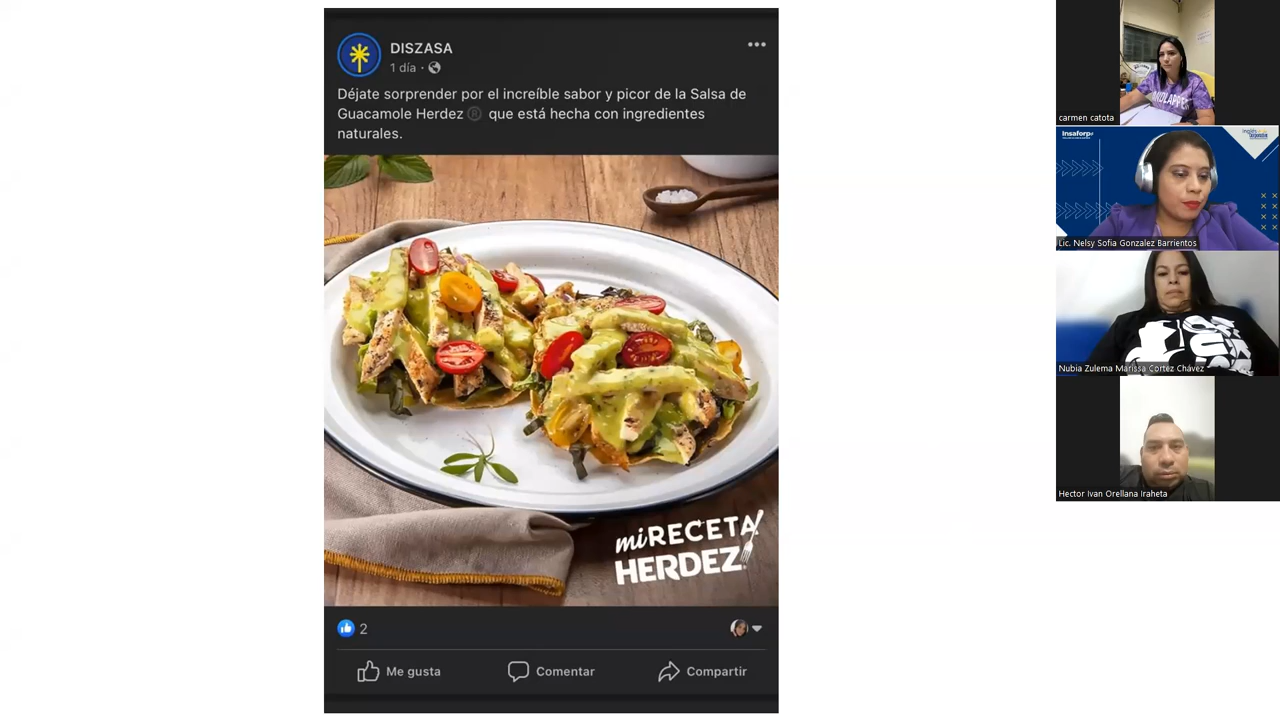 DISZASA
1 día
Déjate sorprender por el increíble sabor y picor de la Salsa de
Guacamole Herdez ® que está hecha con ingredientes
naturales.
mi RECETA
HERDEZ
2
Me gusta
Comentar
Compartir
carmen catota
Insaforp
Lic. Nelsy Sofia Gonzalez Barrientos
Nubia Zulema Marissa Cortez Chávez
Hector Ivan Orellana Iraheta